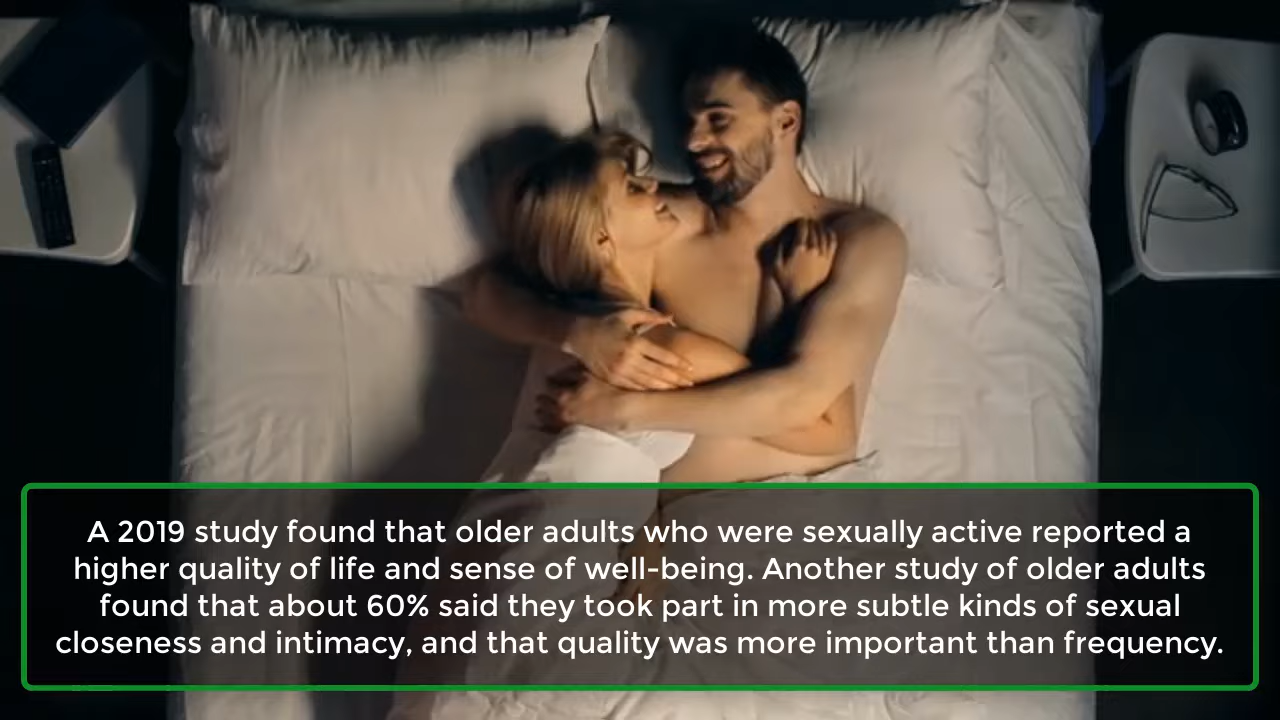 A 2019 study found that older adults who were sexually active reported a
higher quality of life and sense of well-being. Another study of older adults
found that about 60% said they took part in more subtle kinds of sexual
closeness and intimacy, and that quality was more important than frequency.